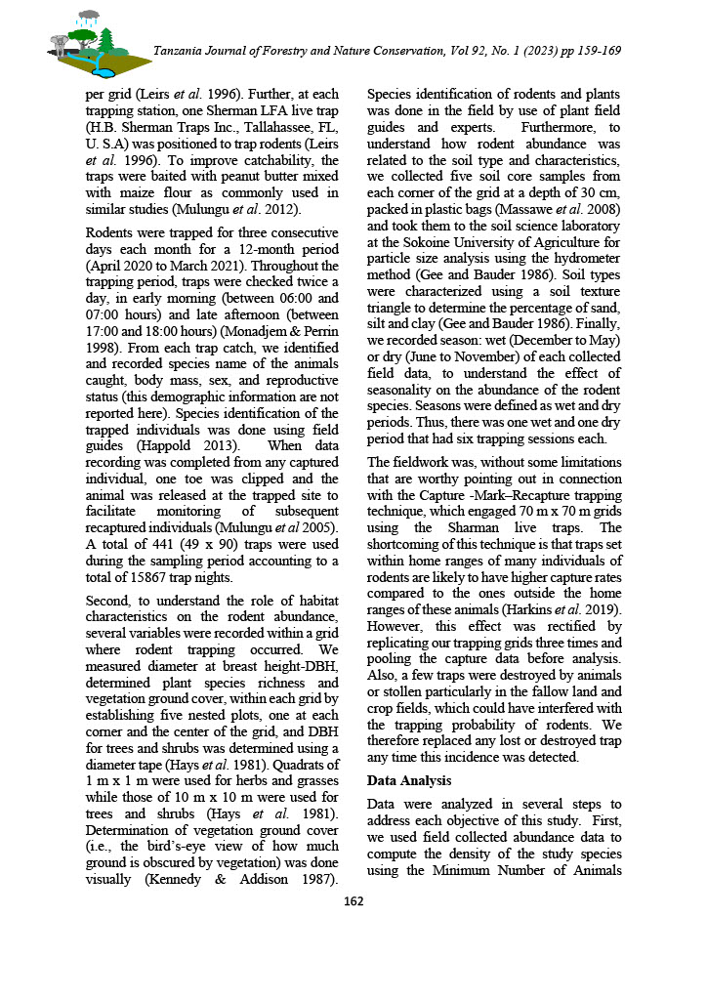 Tanzania Journal of Forestry and Nature Conservation, Vol 92, No. 1 (2023) pp 159-169
per grid (Leirs et al. 1996). Further, at each
trapping station, one Sherman LFA live trap
(H.B. Sherman Traps Inc., Tallahassee, FL,
U. S.A) was positioned to trap rodents (Leirs
et al. 1996). To improve catchability, the
traps were baited with peanut butter mixed
with maize flour as commonly used in
similar studies (Mulungu et al. 2012).
Rodents were trapped for three consecutive
days each month for a 12-month period
(April 2020 to March 2021). Throughout the
trapping period, traps were checked twice a
day, in early morning (between 06:00 and
07:00 hours) and late afternoon (between
17:00 and 18:00 hours) (Monadjem & Perrin
1998). From each trap catch, we identified
and recorded species name of the animals
caught, body mass, sex, and reproductive
status (this demographic information are not
reported here). Species identification of the
trapped individuals was done using field
guides (Happold 2013). When data
recording was completed from any captured
individual, one toe was clipped and the
animal was released at the trapped site to
facilitate monitoring of subsequent
recaptured individuals (Mulungu et al 2005).
A total of 441 (49 x 90) traps were used
during the sampling period accounting to a
total of 15867 trap nights.
Second, to understand the role of habitat
characteristics on the rodent abundance,
several variables were recorded within a grid
where rodent trapping occurred. We
measured diameter at breast height-DBH,
determined plant species richness and
vegetation ground cover, within each grid by
establishing five nested plots, one at each
corner and the center of the grid, and DBH
for trees and shrubs was determined using a
diameter tape (Hays et al. 1981). Quadrats of
1 m x 1 m were used for herbs and grasses
while those of 10 m x 10 m were used for
trees and shrubs (Hays et al. 1981).
Determination of vegetation ground cover
(i.e., the bird's-eye view of how much
ground is obscured by vegetation) was done
visually (Kennedy & Addison 1987).
Species identification of rodents and plants
was done in the field by use of plant field
guides and experts. Furthermore, to
understand how rodent abundance was
related to the soil type and characteristics,
we collected five soil core samples from
each corner of the grid at a depth of 30 cm,
packed in plastic bags (Massawe et al. 2008)
and took them to the soil science laboratory
at the Sokoine University of Agriculture for
particle size analysis using the hydrometer
method (Gee and Bauder 1986). Soil types
were characterized using a soil texture
triangle to determine the percentage of sand,
silt and clay (Gee and Bauder 1986). Finally,
we recorded season: wet (December to May)
or dry (June to November) of each collected
field data, to understand the effect of
seasonality on the abundance of the rodent
species. Seasons were defined as wet and dry
periods. Thus, there was one wet and one dry
period that had six trapping sessions each.
The fieldwork was, without some limitations
that are worthy pointing out in connection
with the Capture -Mark–Recapture trapping
technique, which engaged 70 m x 70 m grids
using the Sharman live traps. The
shortcoming of this technique is that traps set
within home ranges of many individuals of
rodents are likely to have higher capture rates
compared to the ones outside the home
ranges of these animals (Harkins et al. 2019).
However, this effect was rectified by
replicating our trapping grids three times and
pooling the capture data before analysis.
Also, a few traps were destroyed by animals
or stollen particularly in the fallow land and
crop fields, which could have interfered with
the trapping probability of rodents. We
therefore replaced any lost or destroyed trap
any time this incidence was detected.
Data Analysis
Data were analyzed in several steps to
address each objective of this study. First,
we used field collected abundance data to
compute the density of the study species
using the Minimum Number of Animals
162